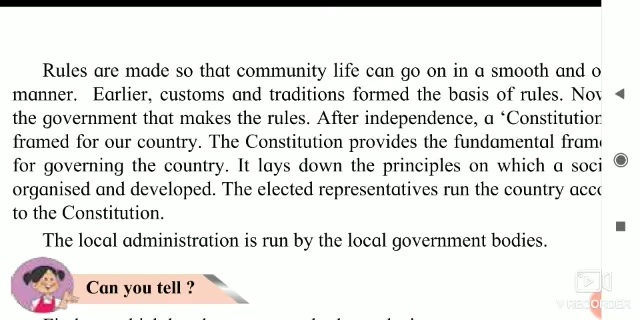 Rules are made so that community life can go on in a smooth and
manner. Earlier, customs and traditions formed the basis of rules.
the government that makes the rules. After independence, a ‘Constitution
framed for our country. The Constitution provides the fundamental
for governing the country. It lays down the principles on which a
organised and developed. The elected representatives run the country
to the Constitution.
The local administration is run by the local government bodies.
Can you tell ?
V RECORDER